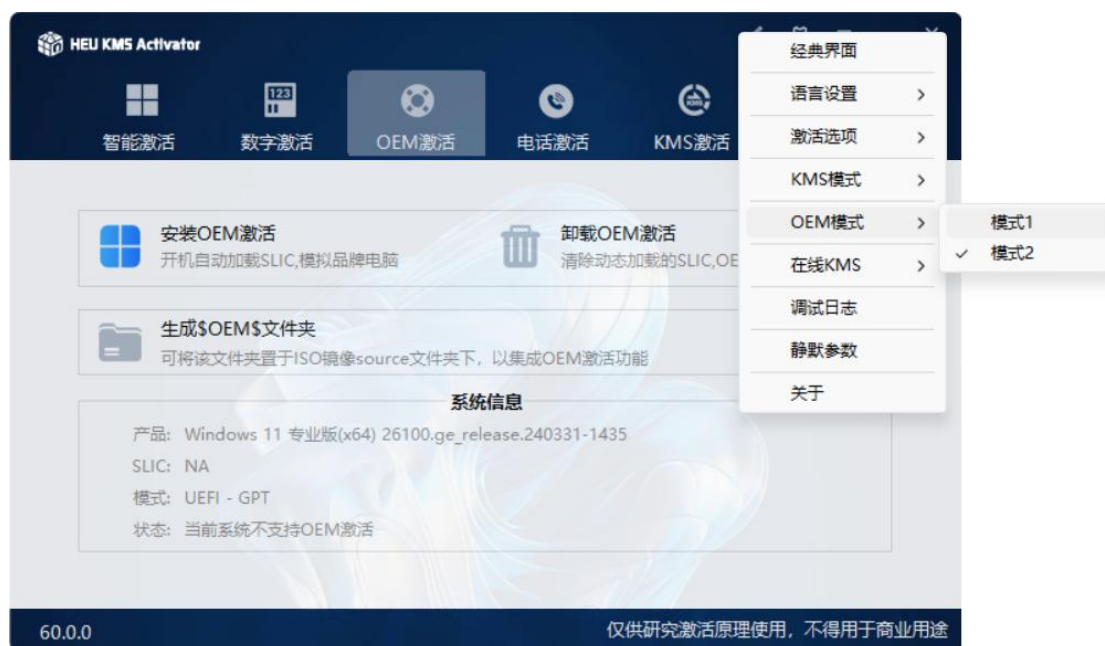 HEU KMS Activator
经典界面
语言设置
激活选项
KMS模式
OEM模式
在线KMS
调试日志
静默参数
关于
模式1
模式2
123
智能激活
数字激活
OEM激活
电话激活
KMS
KMS激活
安装OEM激活
开机自动加载SLIC,模拟品牌电脑
卸载OEM激活
清除动态加载的SLIC,OE
生成$OEM$文件夹
可将该文件夹置于ISO镜像source文件夹下，以集成OEM激活功能
系统信息
产品: Windows 11 专业版(x64) 26100.ge_release.240331-1435
SLIC: NA
模式: UEFI - GPT
状态: 当前系统不支持OEM激活
60.0.0
仅供研究激活原理使用，不得用于商业用途